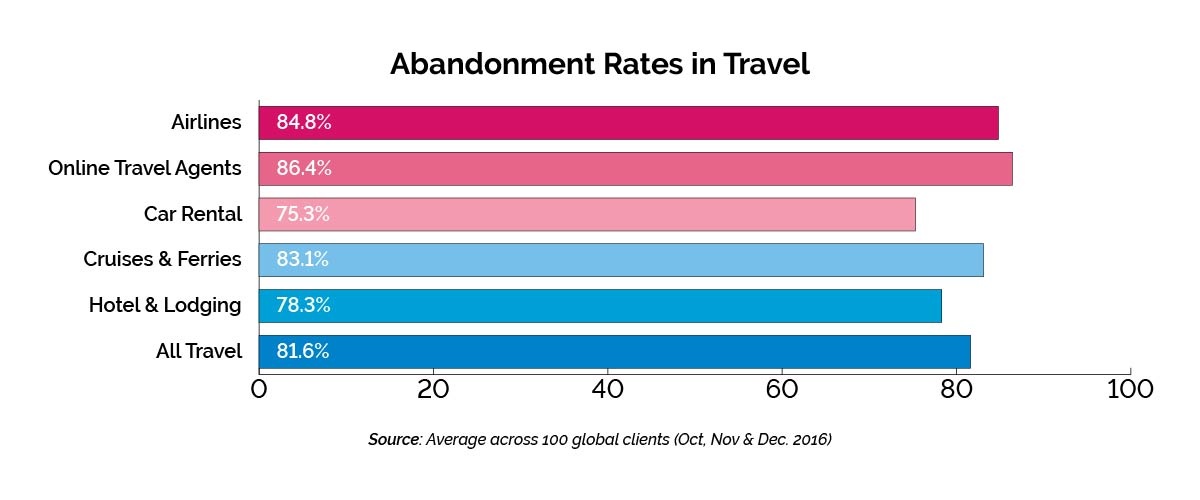 Abandonment Rates in Travel
Airlines 84.8%
Online Travel Agents 86.4%
Car Rental 75.3%
Cruises & Ferries 83.1%
Hotel & Lodging 78.3%
All Travel 81.6%
0 20 40 60 80 100
Source: Average across 100 global clients (Oct, Nov & Dec. 2016)